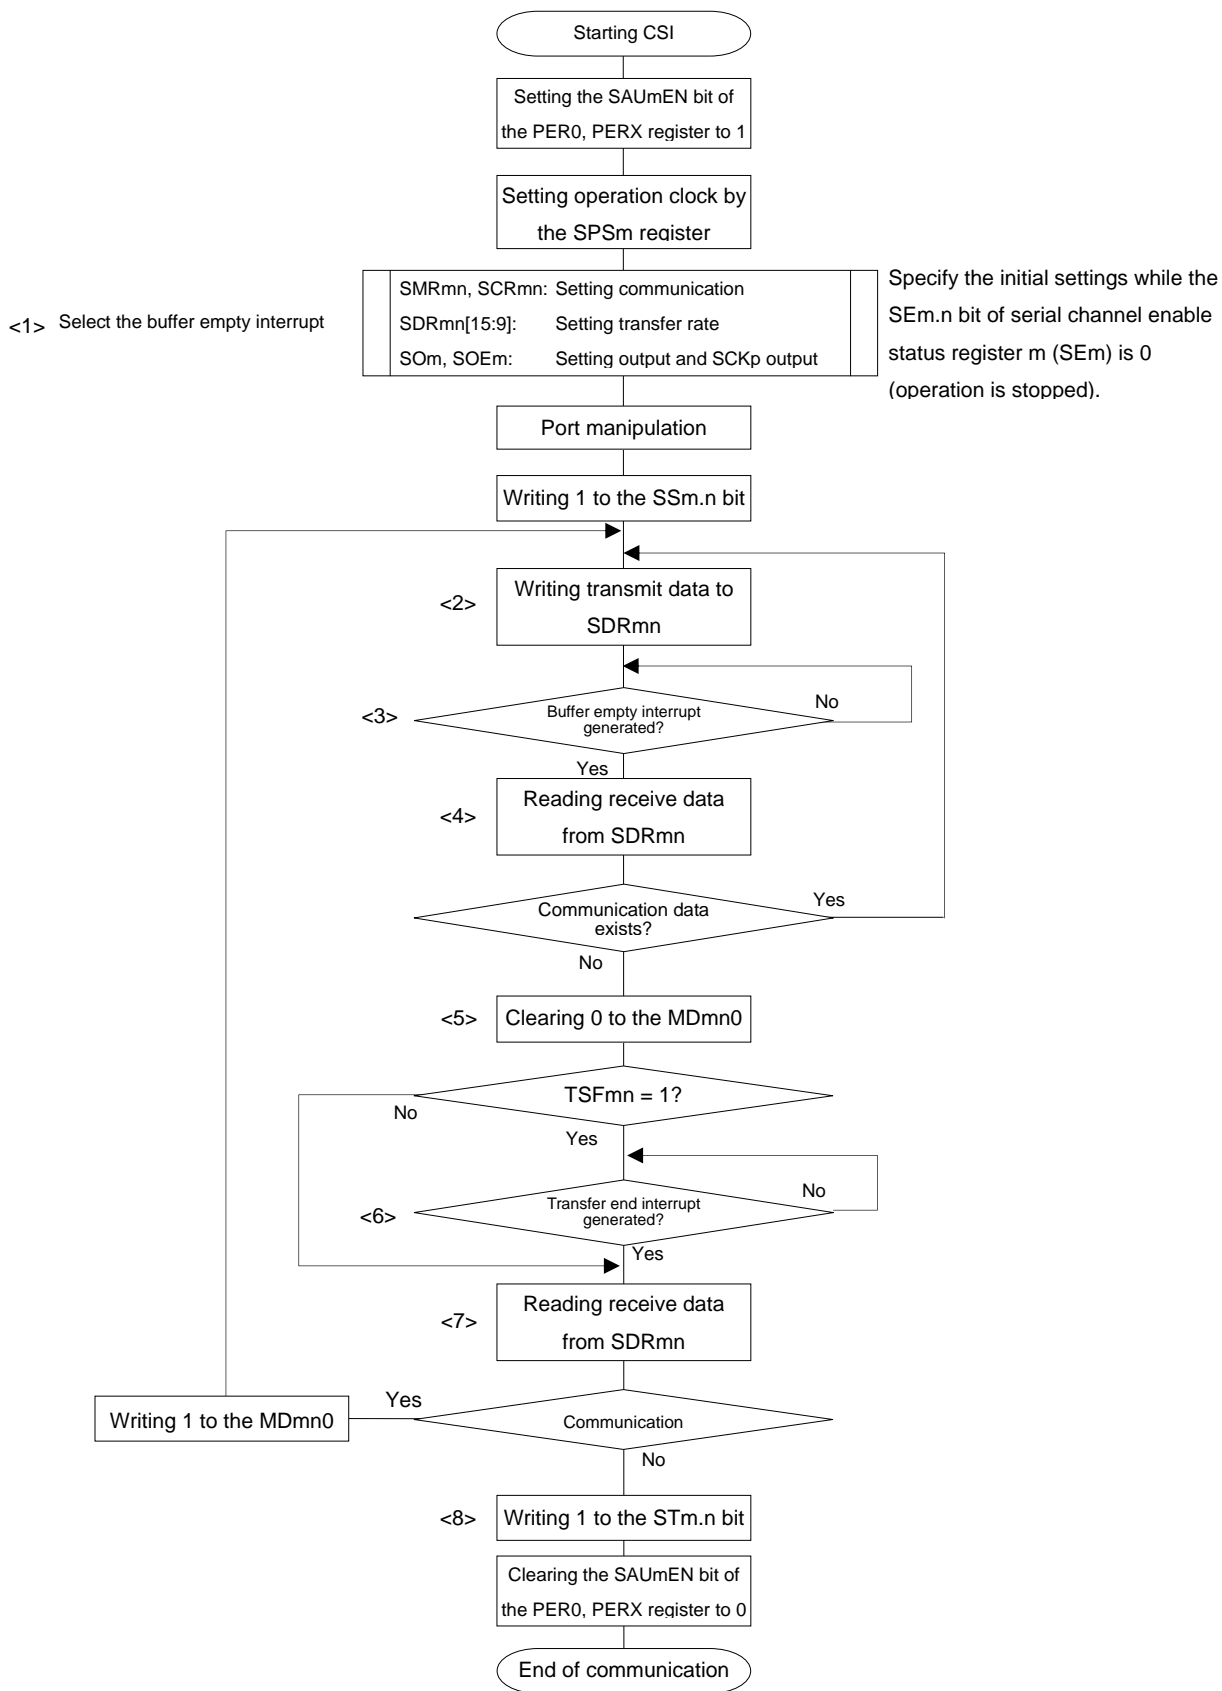 Starting CSI
Setting the SAUmEN bit of
the PER0, PERX register to 1
Setting operation clock by
the SPSm register
<1> Select the buffer empty interrupt
SMRmn, SCRmn: Setting communication
SDRmn[15:9]: Setting transfer rate
SOm, SOEm: Setting output and SCKp output
Specify the initial settings while the
SEm.n bit of serial channel enable
status register m (SEm) is 0
(operation is stopped).
Port manipulation
Writing 1 to the SSm.n bit
<2>
Writing transmit data to
SDRmn
<3>
Buffer empty interrupt
generated?
No
Yes
<4>
Reading receive data
from SDRmn
Communication data
exists?
Yes
No
<5>
Clearing 0 to the MDmn0
TSFmn = 1?
No
Yes
<6>
Transfer end interrupt
generated?
No
Yes
<7>
Reading receive data
from SDRmn
Writing 1 to the MDmn0
Yes
Communication
No
<8>
Writing 1 to the STm.n bit
Clearing the SAUmEN bit of
the PER0, PERX register to 0
End of communication